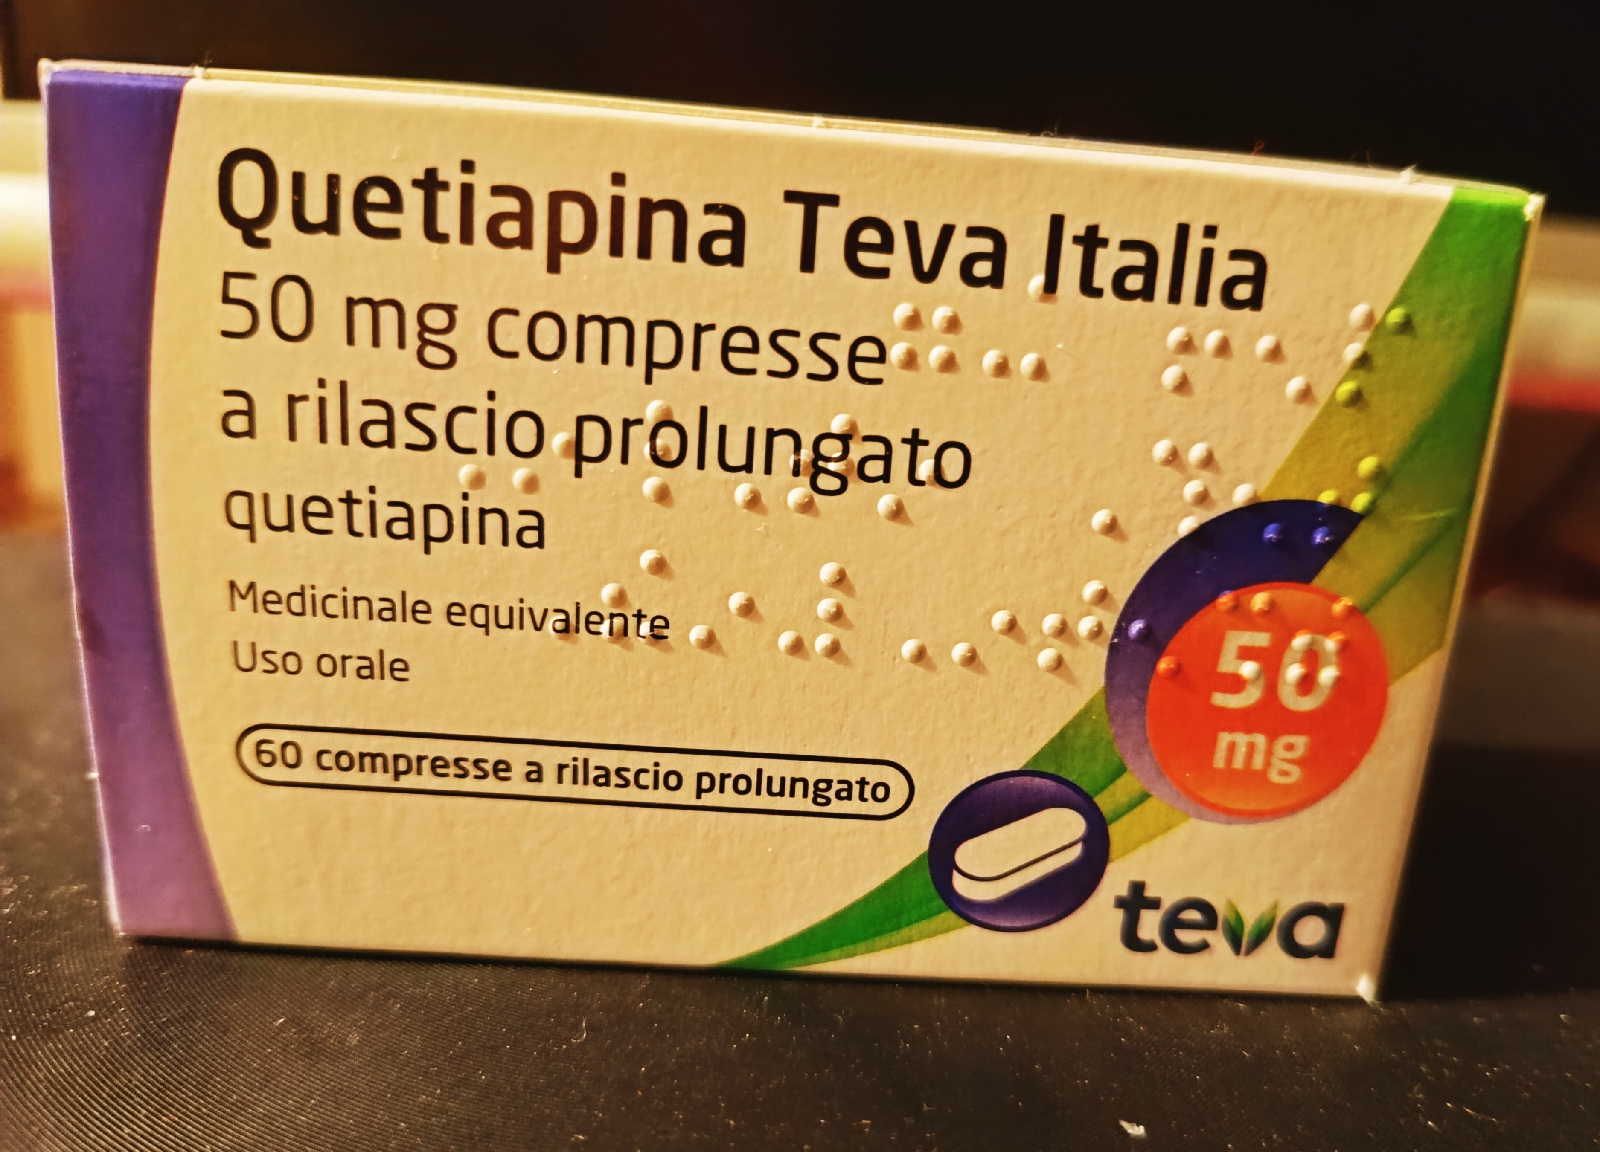 Quetiapina Teva Italia
50 mg compresse
a rilascio prolungato
quetiapina
Medicinale equivalente
Uso orale
60 compresse a rilascio prolungato
50
mg
teva